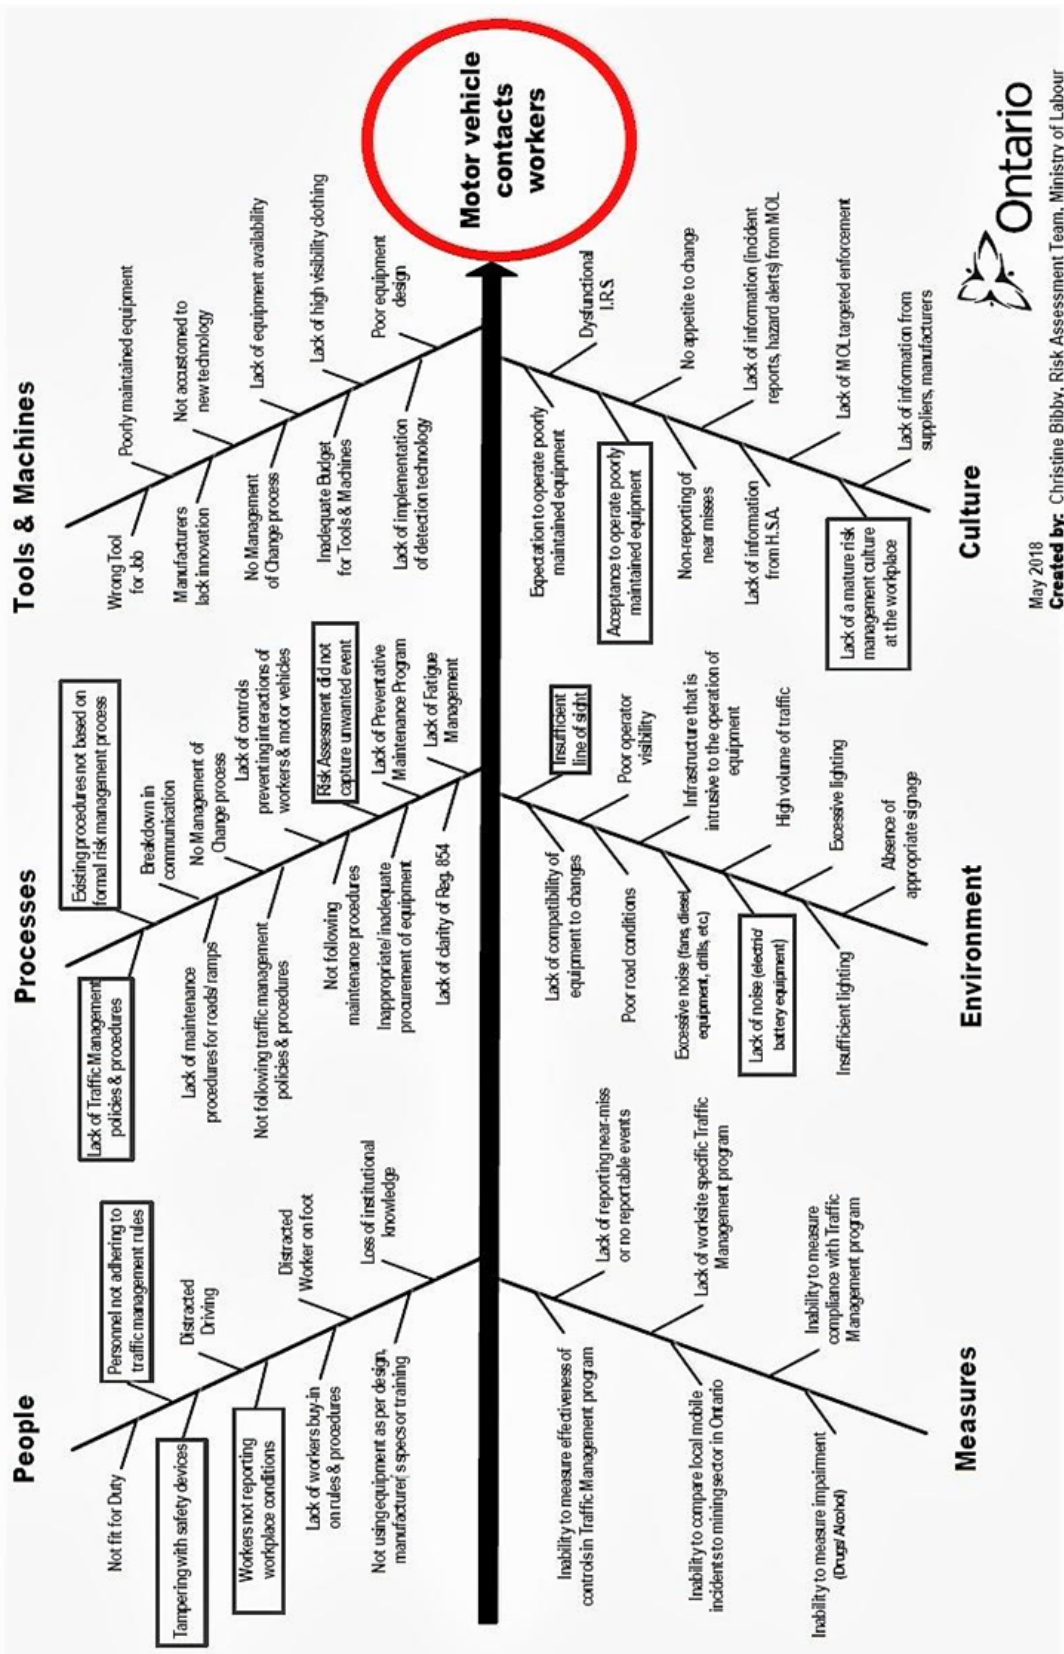 People
Processes
Tools & Machines
Not fit for Duty
Personnel not adhering to
traffic management rules
Tampering with safety devices
Distracted
Driving
Workers not reporting
workplace conditions
Distracted
Worker on foot
Lack of workers buy-in
on rules & procedures
Loss of institutional
knowledge
Not using equipment as per design,
manufacturer's specs or training
Existing procedures not based on
formal risk management process
Lack of Traffic Management
policies & procedures
Breakdown in
communication
Lack of maintenance
procedures for roads/ramps
No Management of
Change process
Not following traffic management
policies & procedures
Lack of controls
preventing interactions of
workers & motor vehicles
Not following
maintenance procedures
Risk Assessment did not
capture unwanted event
Inappropriate/ inadequate
procurement of equipment
Lack of Preventative
Maintenance Program
Lack of clarity of Reg. 854
Lack of Fatigue
Management
Wrong Tool
for Job
Poorly maintained equipment
Manufacturers
lack innovation
Not accustomed to
new technology
No Management
of Change process
Lack of equipment availability
Inadequate Budget
for Tools & Machines
Lack of high visibility clothing
Lack of implementation
of detection technology
Poor equipment
design
Motor vehicle
contacts
workers
Inability to measure effectiveness of
controls in Traffic Management program
Lack of reporting near-miss
or no reportable events
Inability to compare local mobile
incidents to mining sector in Ontario
Lack of worksite specific Traffic
Management program
Inability to measure impairment
(Drugs/ Alcohol)
Inability to measure
compliance with Traffic
Management program
Lack of compatibility of
equipment to changes
Insufficient
line of sight
Poor road conditions
Poor operator
visibility
Excessive noise (fans, diesel,
equipment, drills, etc.)
Infrastructure that is
intrusive to the operation of
equipment
Lack of noise (electric/
battery equipment)
High volume of traffic
Insufficient lighting
Excessive lighting
Absence of
appropriate signage
Expectation to operate poorly
maintained equipment
Dysfunctional
I.R.S.
Acceptance to operate poorly
maintained equipment
No appetite to change
Non-reporting of
near misses
Lack of information (incident
reports, hazard alerts) from MOL
Lack of information
from H.S.A.
Lack of MOL targeted enforcement
Lack of a mature risk
management culture
at the workplace
Lack of information from
suppliers, manufacturers
Measures
Environment
Culture
Ontario
May 2018
Created by: Christine Bibby, Risk Assessment Team, Ministry of Labour